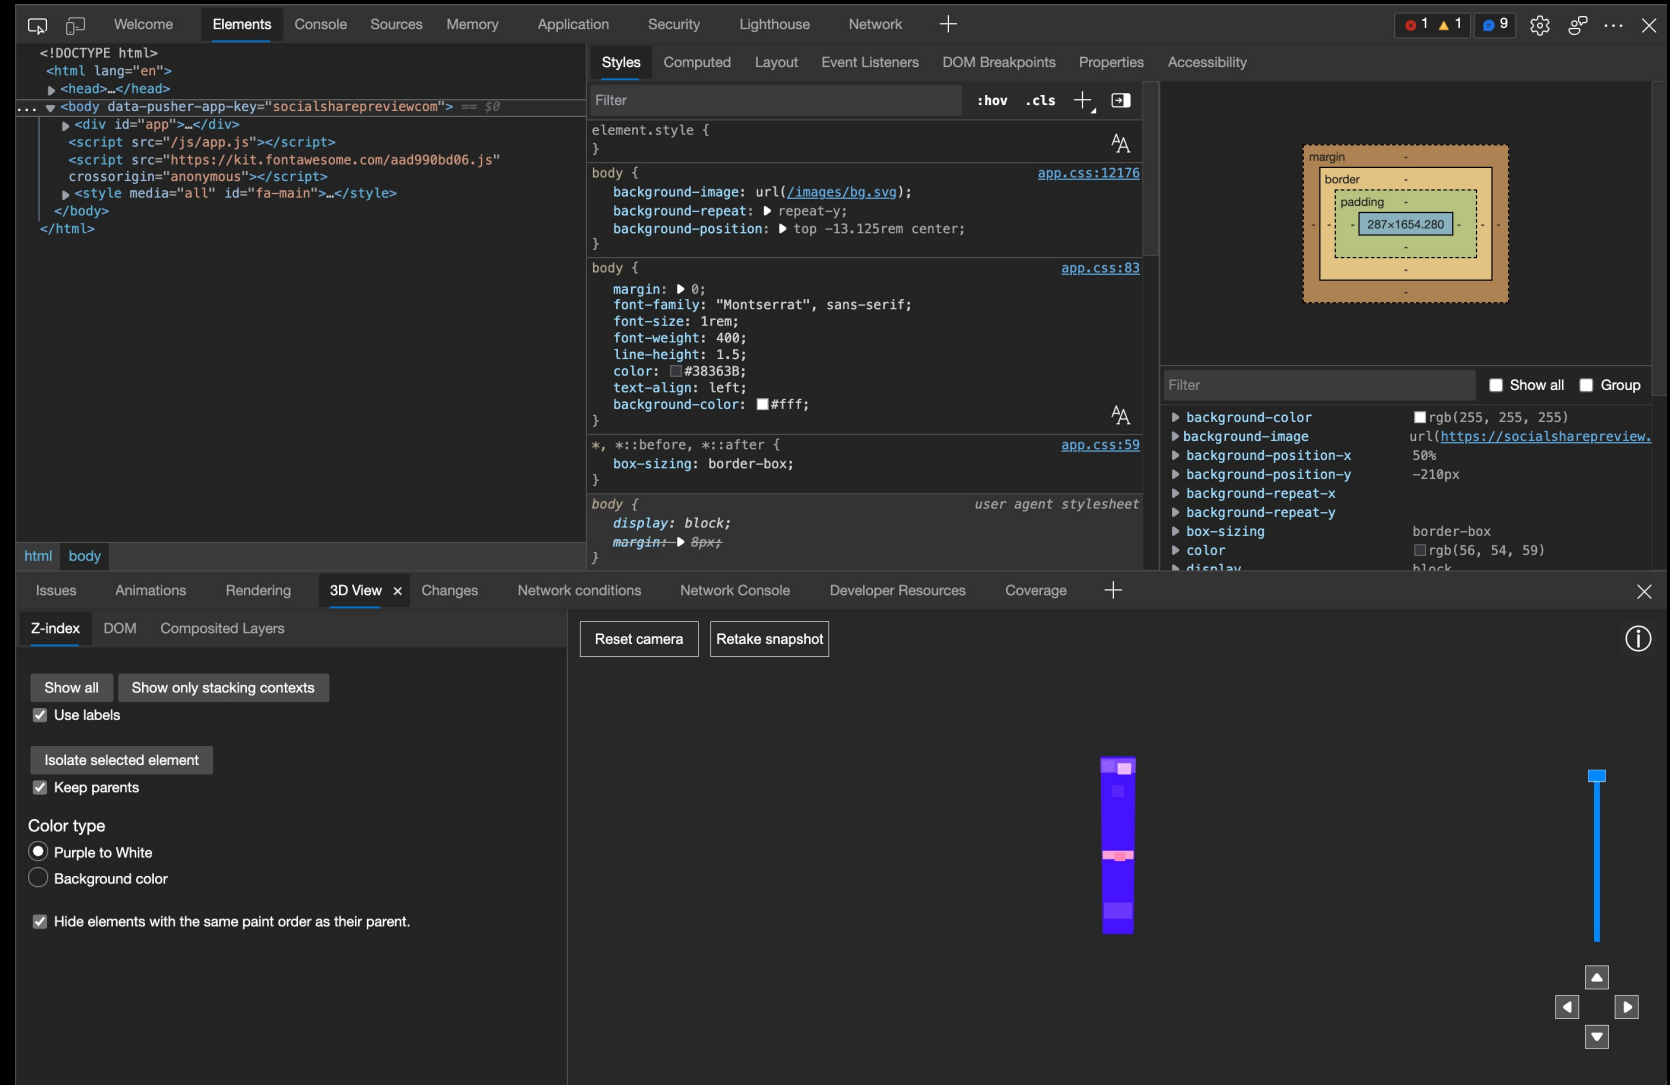 Welcome Elements Console Sources Memory Application Security Lighthouse Network 1 1 9
<!DOCTYPE html>
<html lang="en">
<head>…</head>
... <body data-pusher-app-key="socialsharepreviewcom"> == $0
<div id="app">…</div>
<script src="/js/app.js"></script>
<script src="https://kit.fontawesome.com/aad990bd06.js"
crossorigin="anonymous"></script>
<style media="all" id="fa-main">…</style>
</body>
</html>
html body
Styles Computed Layout Event Listeners DOM Breakpoints Properties Accessibility
Filter :hov .cls
element.style {
}
body { app.css:12176
background-image: url(/images/bg.svg);
background-repeat: repeat-y;
background-position: top -13.125rem center;
}
body { app.css:83
margin: 0;
font-family: "Montserrat", sans-serif;
font-size: 1rem;
font-weight: 400;
line-height: 1.5;
color: #38363B;
text-align: left;
background-color: #fff;
}
*, *::before, *::after { app.css:59
box-sizing: border-box;
}
body { user agent stylesheet
display: block;
margin: 8px;
}
margin -
border -
padding -
- - - 287×1654.280 - - -
-
-
-
Filter Show all Group
background-color rgb(255, 255, 255)
background-image url(https://socialsharepreview.
background-position-x 50%
background-position-y -210px
background-repeat-x
background-repeat-y
box-sizing border-box
color rgb(56, 54, 59)
display block
Issues Animations Rendering 3D View Changes Network conditions Network Console Developer Resources Coverage
Z-index DOM Composited Layers
Show all Show only stacking contexts
Use labels
Isolate selected element
Keep parents
Color type
Purple to White
Background color
Hide elements with the same paint order as their parent.
Reset camera Retake snapshot